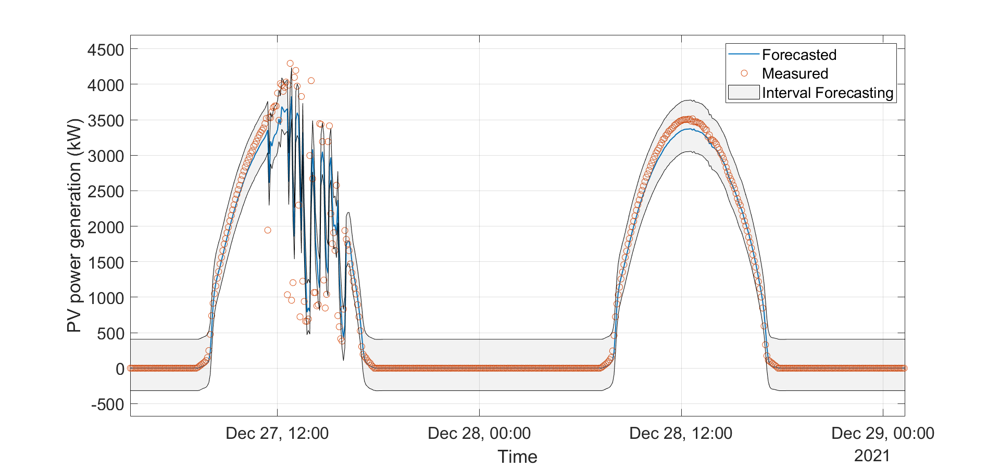 4500
4000
3500
3000
2500
2000
1500
1000
500
0
-500
PV power generation (kW)
Forecasted
Measured
Interval Forecasting
Dec 27, 12:00
Dec 28, 00:00
Dec 28, 12:00
Dec 29, 00:00
Time
2021